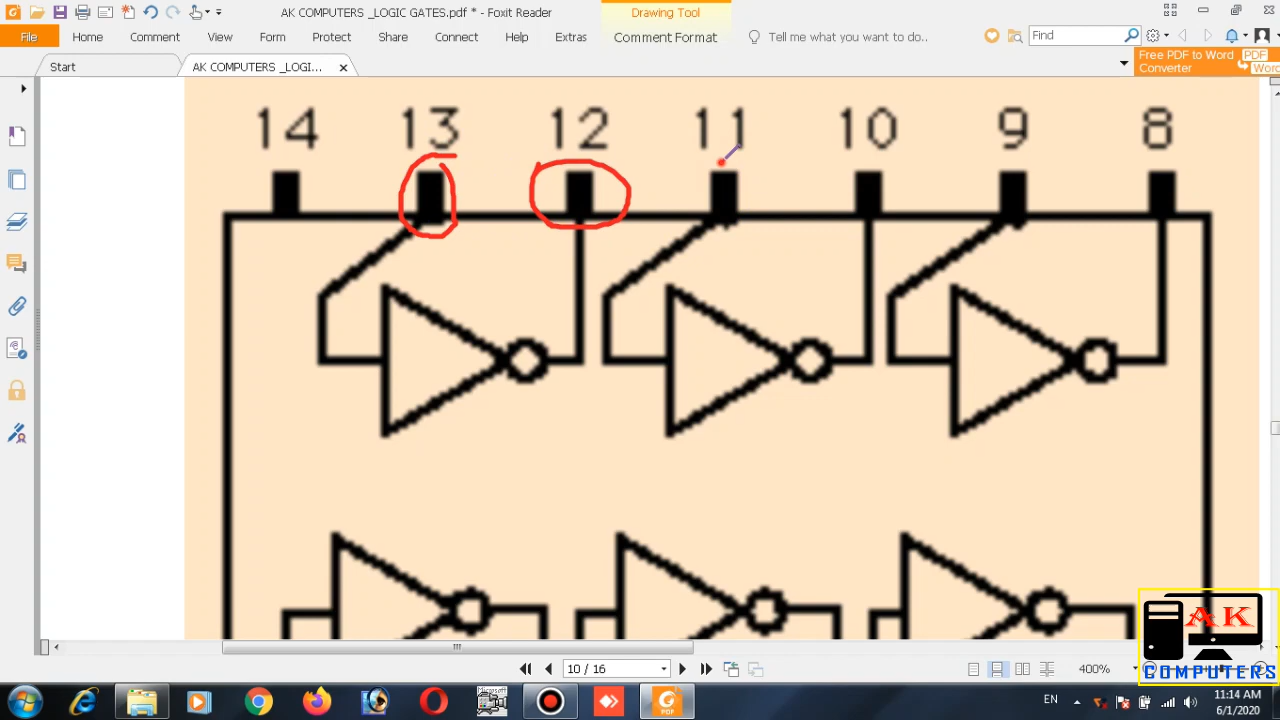 AK COMPUTERS _LOGIC GATES.pdf * - Foxit Reader
Drawing Tool
File Home Comment View Form Protect Share Connect Help Extras Comment Format Tell me what you want to do.. Find
Start AK COMPUTERS _LOGI...
Free PDF to Word
Converter
PDF
Word
14 13 12 11 10 9 8
AK
COMPUTERS
10 / 16
400%
PDF
EN
11:14 AM
6/1/2020